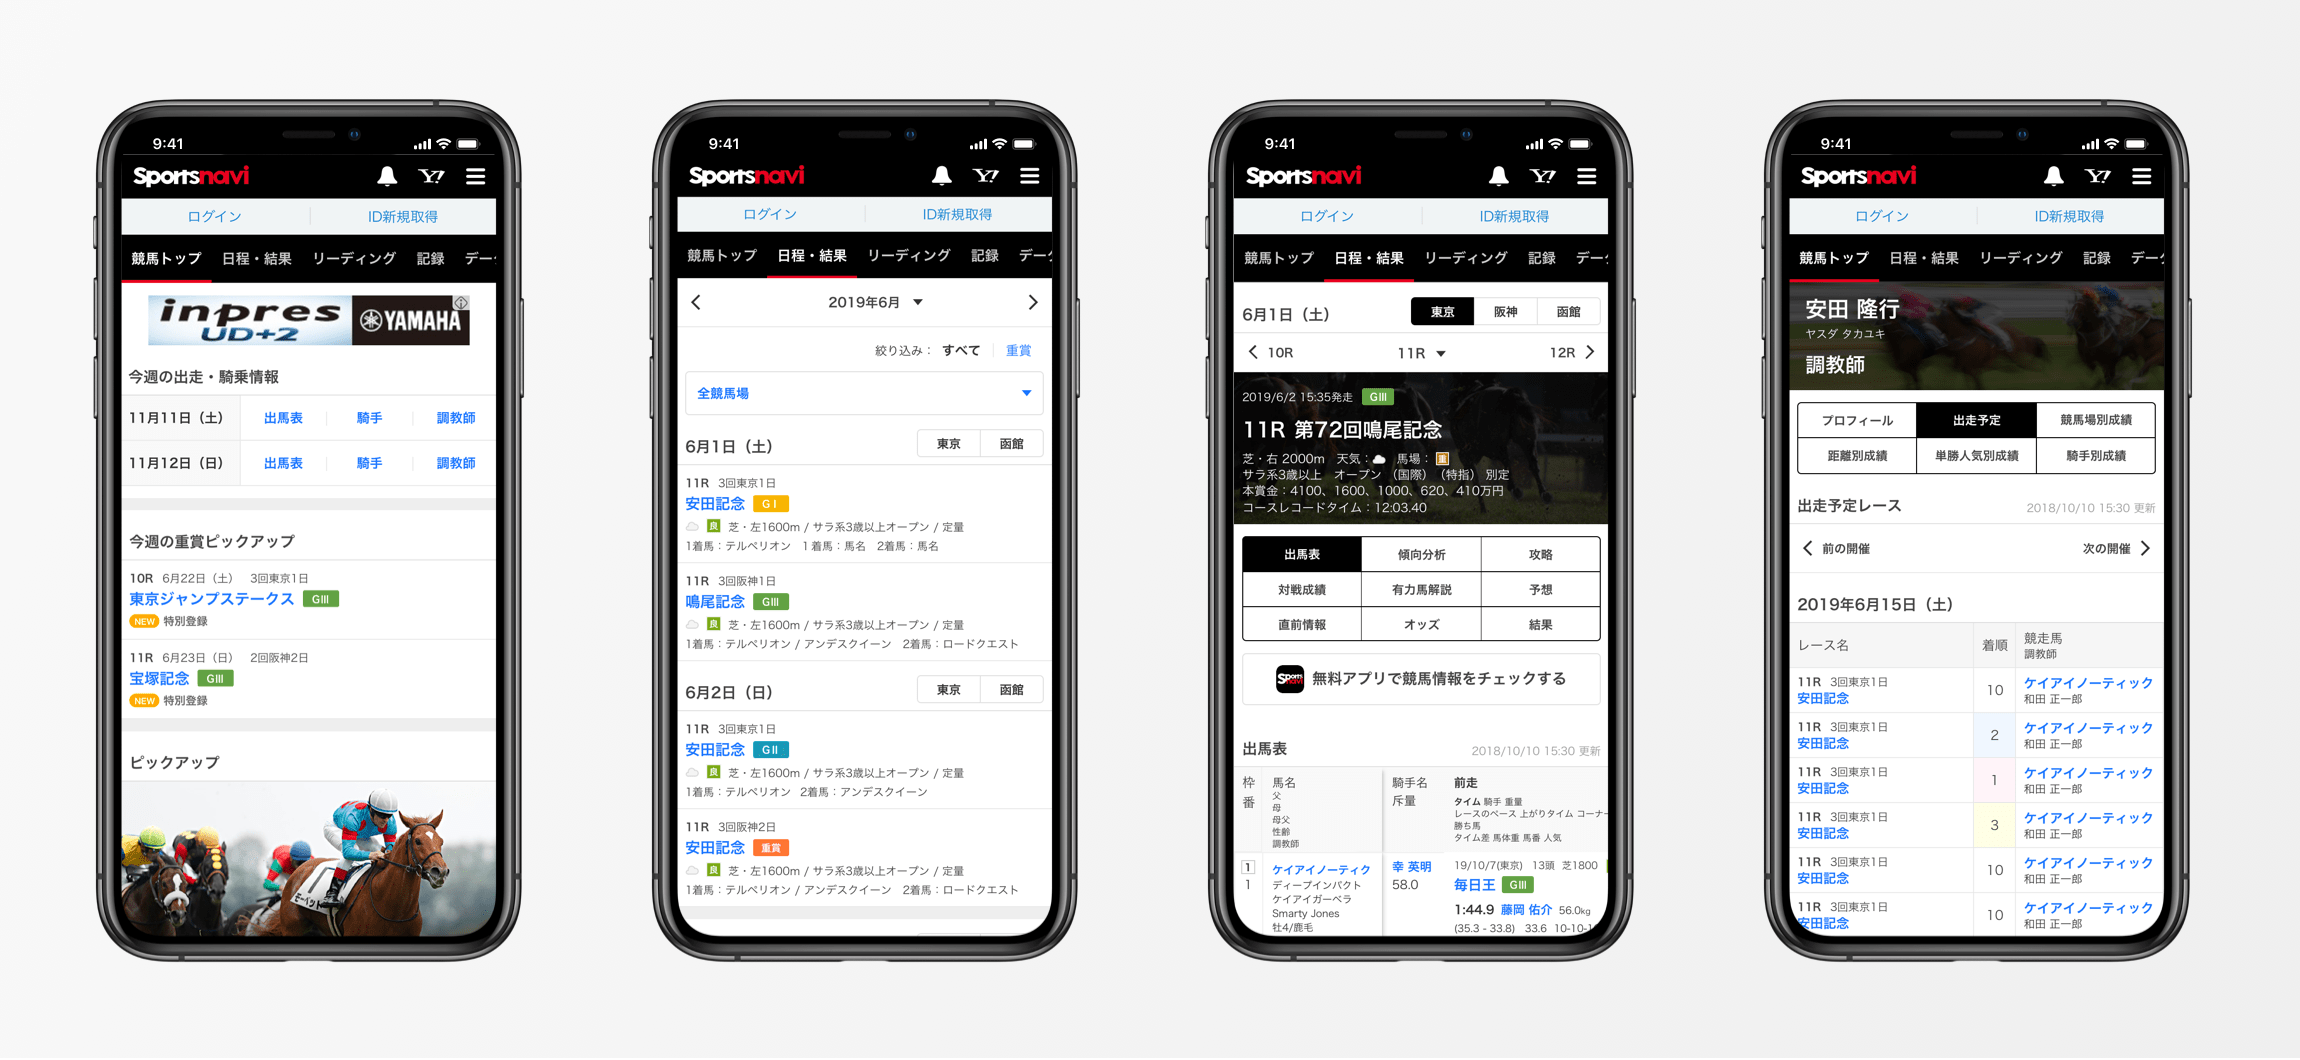 9:41
Sportsnavi
Y!
ログイン
ID新規取得
競馬トップ 日程・結果 リーディング 記録 データ
inpres
UD+2
YAMAHA
今週の出走・騎乗情報
11月11日（土） 出馬表 騎手 調教師
11月12日（日） 出馬表 騎手 調教師
今週の重賞ピックアップ
10R 6月22日（土） 3回東京1日
東京ジャンプステークス GIII
NEW 特別登録
11R 6月23日（日） 2回阪神2日
宝塚記念 GIII
NEW 特別登録
ピックアップ
9:41
Sportsnavi
Y!
ログイン
ID新規取得
競馬トップ 日程・結果 リーディング 記録 データ
2019年6月
絞り込み： すべて 重賞
全競馬場
6月1日（土） 東京 函館
11R 3回東京1日
安田記念 GI
良 芝・左1600m / サラ系3歳以上オープン / 定量
1着馬：テルペリオン 1着馬：馬名 2着馬：馬名
11R 3回阪神1日
鳴尾記念 GIII
良 芝・左1600m / サラ系3歳以上オープン / 定量
1着馬：テルペリオン / アンデスクイーン 2着馬：ロードクエスト
6月2日（日） 東京 函館
11R 3回東京1日
安田記念 GII
良 芝・左1600m / サラ系3歳以上オープン / 定量
1着馬：テルペリオン 2着馬：アンデスクイーン
11R 3回阪神2日
安田記念 重賞
良 芝・左1600m / サラ系3歳以上オープン / 定量
1着馬：テルペリオン / アンデスクイーン 2着馬：ロードクエスト
9:41
Sportsnavi
Y!
ログイン
ID新規取得
競馬トップ 日程・結果 リーディング 記録 データ
6月1日（土） 東京 阪神 函館
10R 11R 12R
2019/6/2 15:35発走 GIII
11R 第72回鳴尾記念
芝・右 2000m 天気： 馬場：重
サラ系3歳以上 オープン （国際）（特指） 別定
本賞金：4100、1600、1000、620、410万円
コースレコードタイム：12:03.40
出馬表 傾向分析 攻略
対戦成績 有力馬解説 予想
直前情報 オッズ 結果
Sports navi 無料アプリで競馬情報をチェックする
出馬表 2018/10/10 15:30 更新
枠
番
馬名
父
母
母父
性齢
調教師
騎手名
斤量
前走
タイム 騎手 重量
レースのペース 上がりタイム コーナー
勝ち馬
タイム差 馬体重 馬番 人気
1
1
ケイアイノーティク
ディープインパクト
ケイアイガーベラ
Smarty Jones
牡4/鹿毛
幸 英明
58.0
19/10/7(東京) 13頭 芝1800
毎日王 GIII
1:44.9 藤岡 佑介 56.0kg
(35.3 - 33.8) 33.6 10-10-1
9:41
Sportsnavi
Y!
ログイン
ID新規取得
競馬トップ 日程・結果 リーディング 記録 データ
安田 隆行
ヤスダ タカユキ
調教師
プロフィール 出走予定 競馬場別成績
距離別成績 単勝人気別成績 騎手別成績
出走予定レース 2018/10/10 15:30 更新
前の開催 次の開催
2019年6月15日（土）
レース名 着順 競走馬
調教師
11R 3回東京1日
安田記念
10
ケイアイノーティック
和田 正一郎
11R 3回東京1日
安田記念
2
ケイアイノーティック
和田 正一郎
11R 3回東京1日
安田記念
1
ケイアイノーティック
和田 正一郎
11R 3回東京1日
安田記念
3
ケイアイノーティック
和田 正一郎
11R 3回東京1日
安田記念
10
ケイアイノーティック
和田 正一郎
11R 3回東京1日
安田記念
10
ケイアイノーティック
和田 正一郎